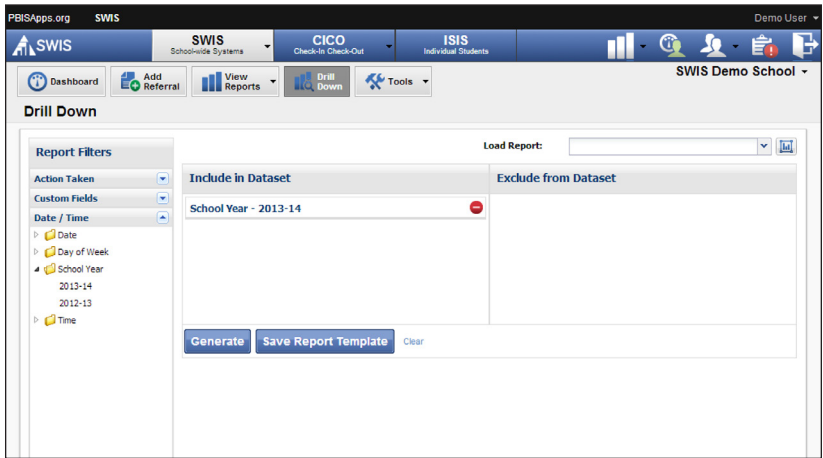 PBISApps.org SWIS Demo User
SWIS
SWIS
School-wide Systems
CICO
Check-In Check-Out
ISIS
Individual Students
Dashboard
Add Referral
View Reports
Drill Down
Tools
SWIS Demo School
Drill Down
Report Filters
Load Report:
Action Taken
Custom Fields
Date / Time
Date
Day of Week
School Year
2013-14
2012-13
Time
Include in Dataset
Exclude from Dataset
School Year - 2013-14
Generate
Save Report Template
Clear